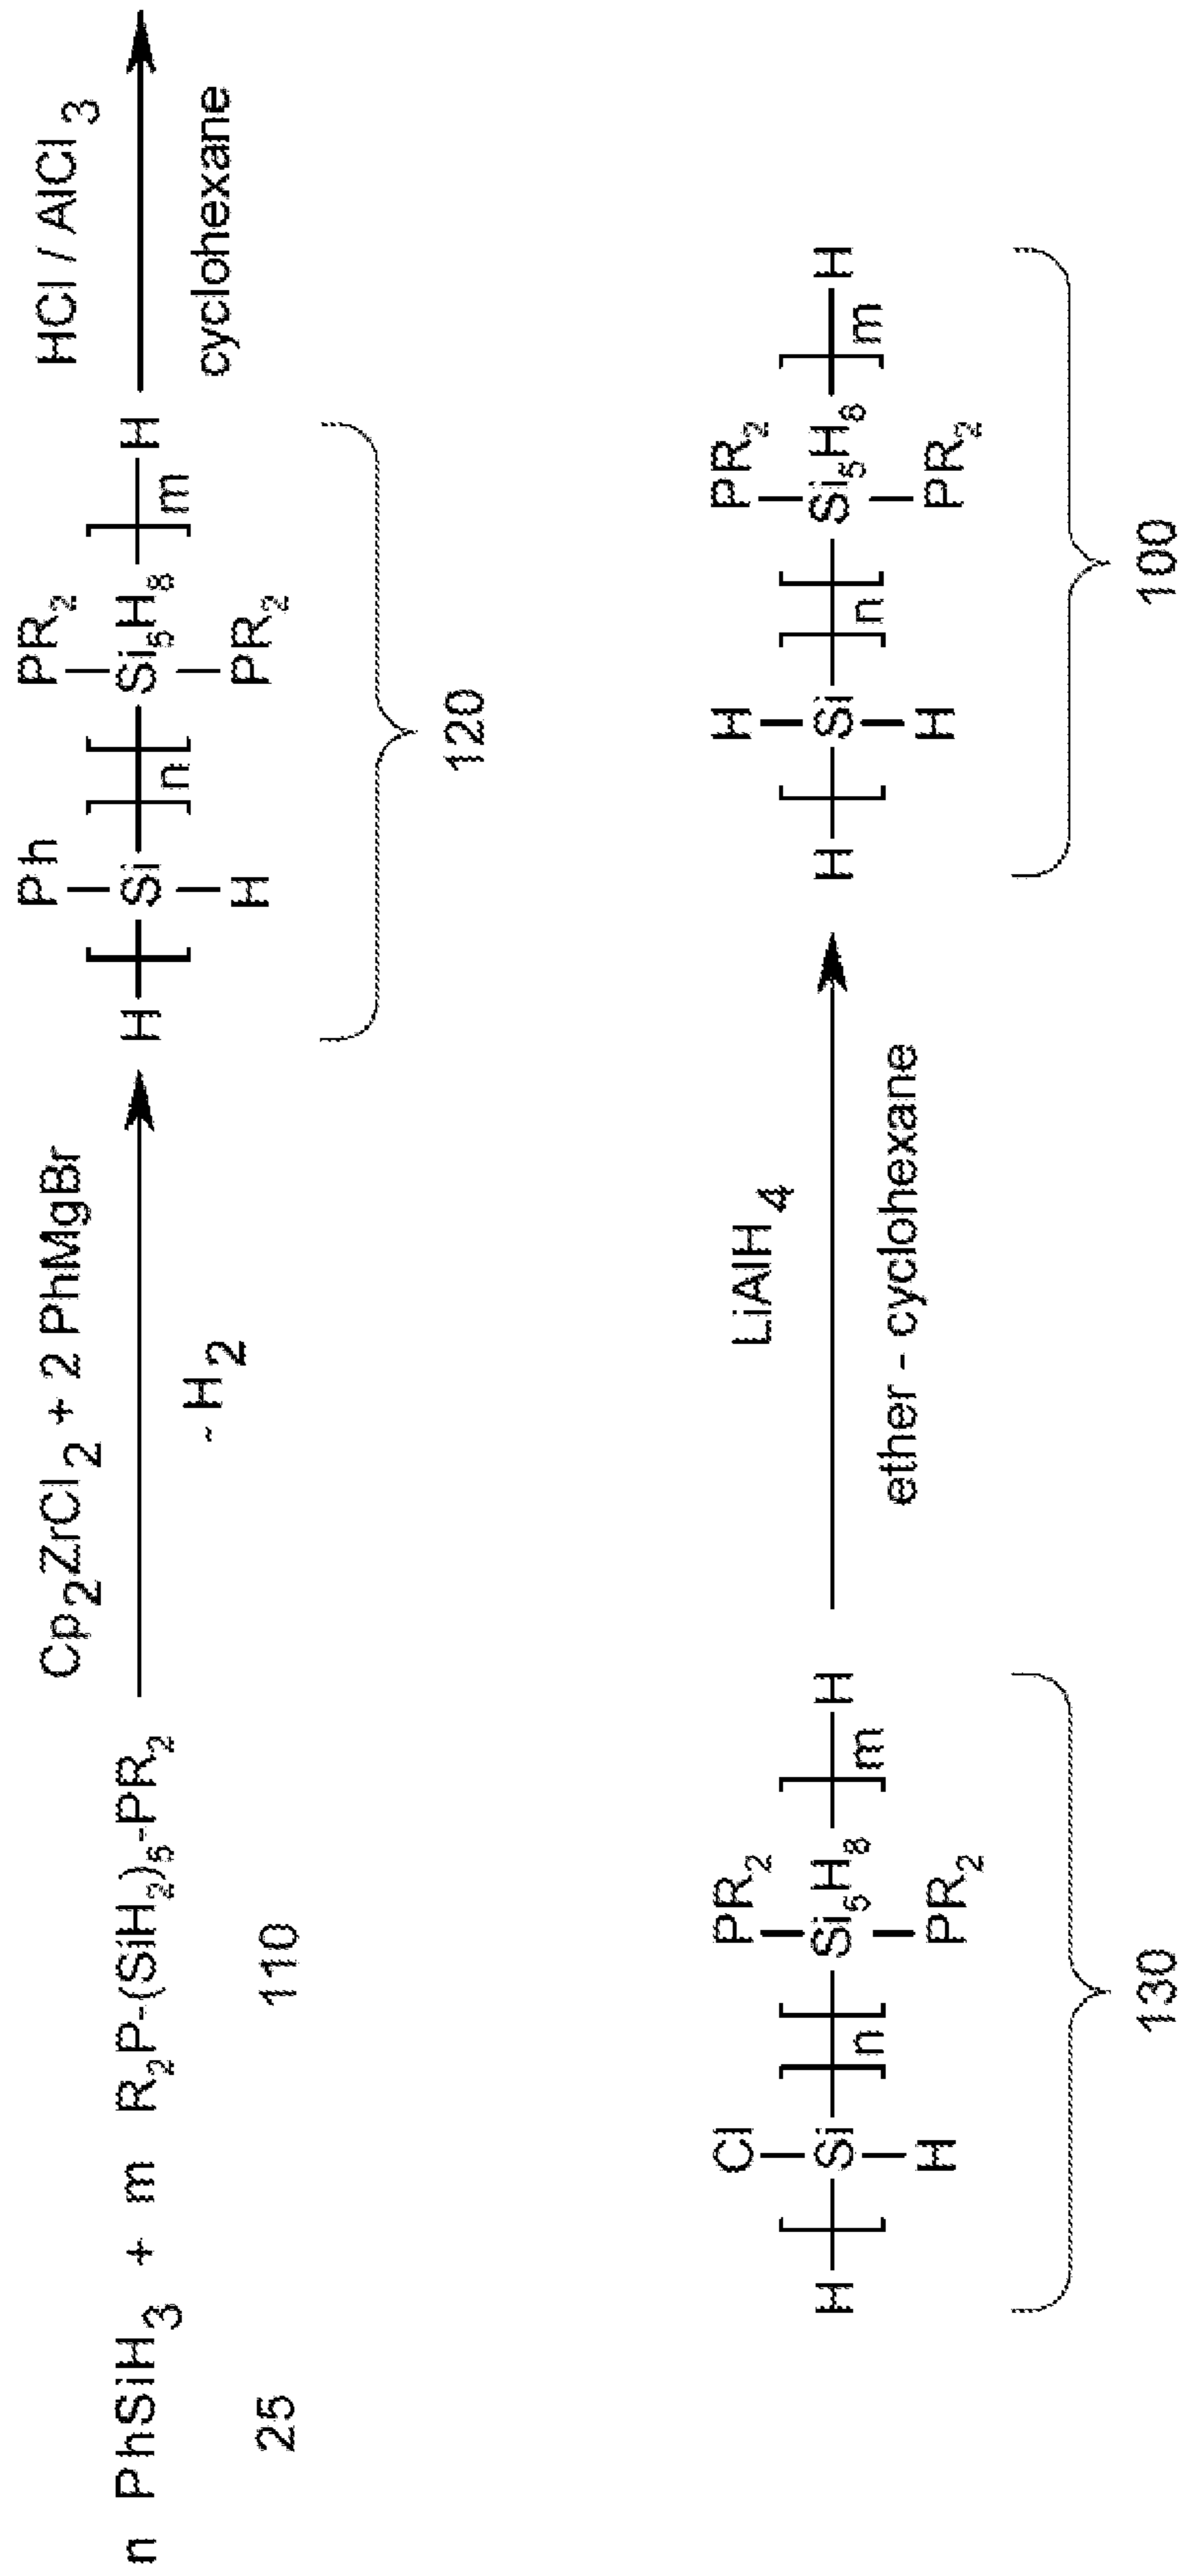 n PhSiH3 + m R2P-(SiH2)5-PR2
25
110
Cp2ZrCl2 + 2 PhMgBr
~ H2
Ph PR2
H [ Si ]n [ Si5H8 ]m H
H PR2
120
HCl / AlCl3
cyclohexane
Cl PR2
H [ Si ]n [ Si5H8 ]m H
H PR2
130
LiAlH4
ether - cyclohexane
H PR2
H [ Si ]n [ Si5H8 ]m H
H PR2
100